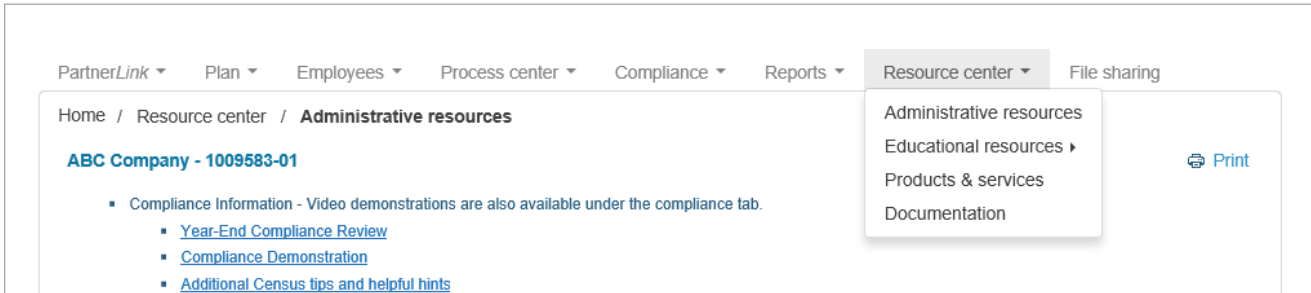 PartnerLink Plan Employees Process center Compliance Reports Resource center File sharing
Home / Resource center / Administrative resources
Administrative resources
ABC Company - 1009583-01
Educational resources
Print
Products & services
Compliance Information - Video demonstrations are also available under the compliance tab.
Documentation
Year-End Compliance Review
Compliance Demonstration
Additional Census tips and helpful hints